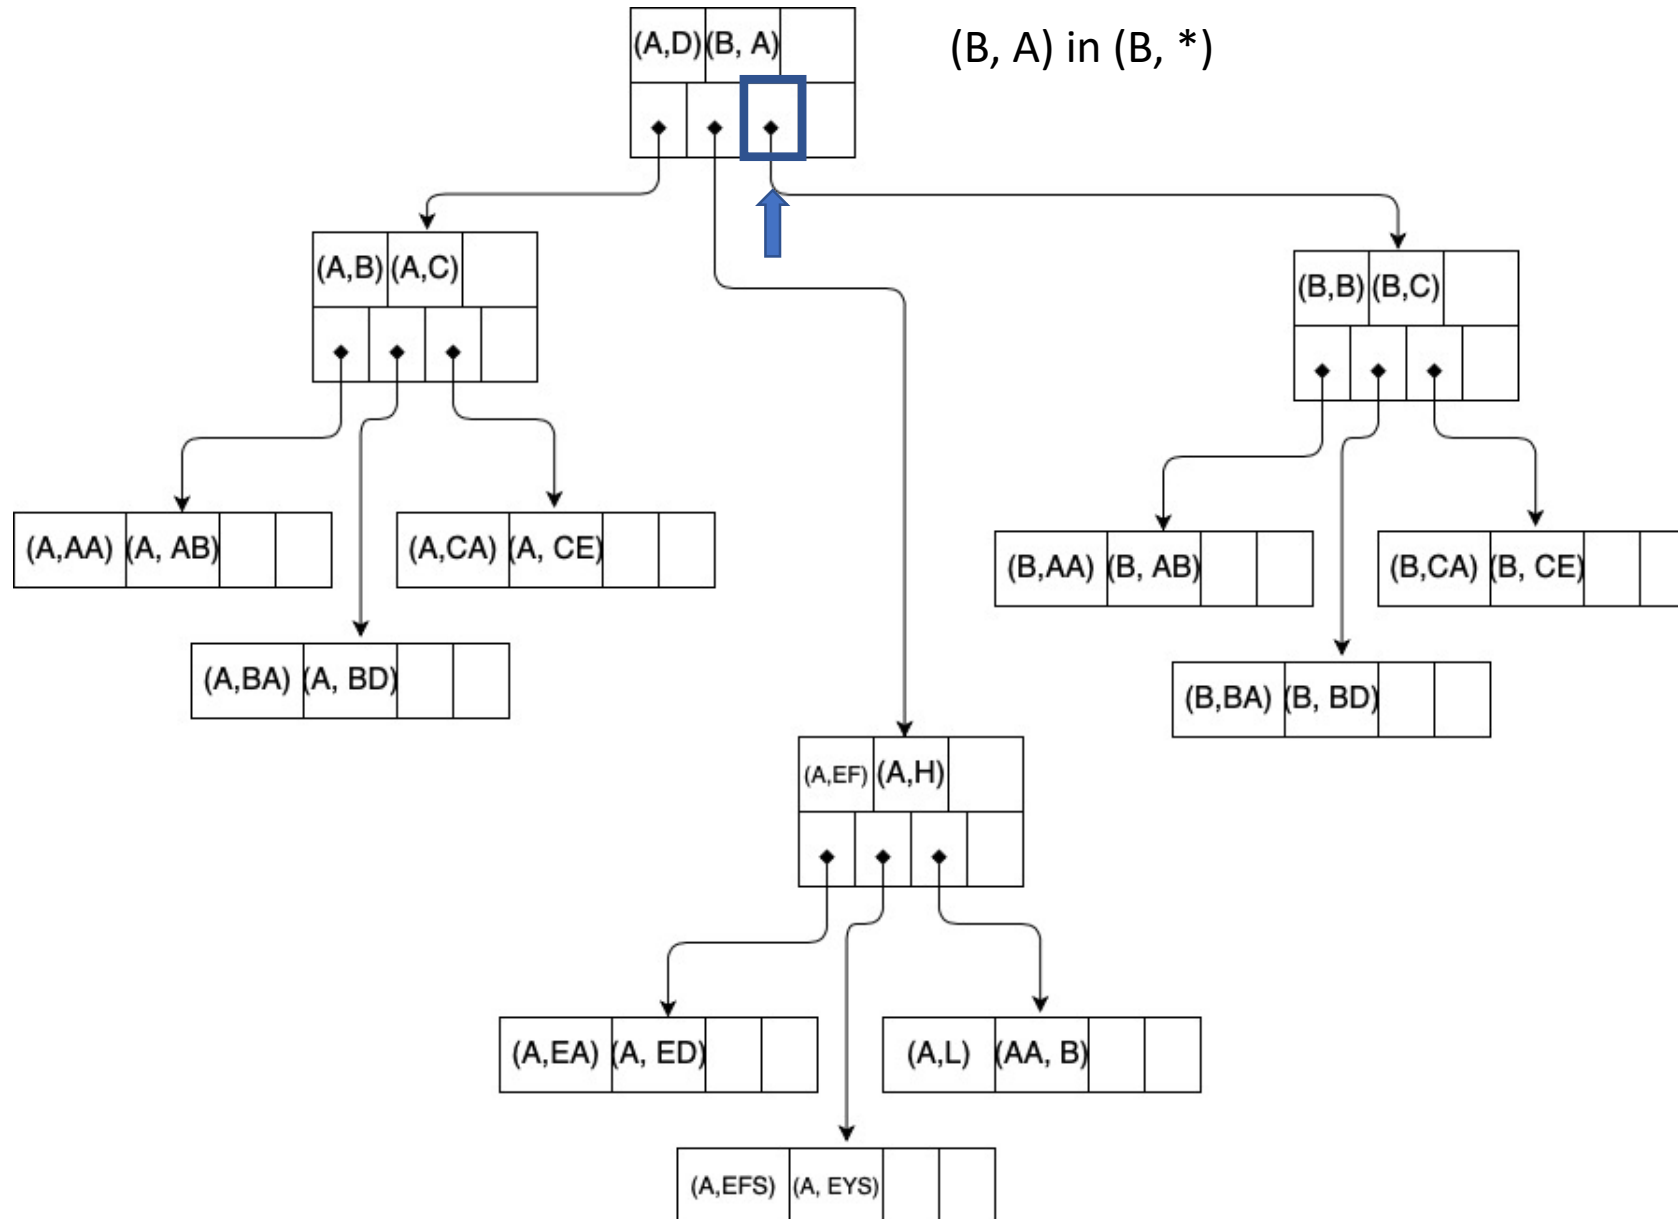 (A,D) (B, A)
(B, A) in (B, *)
(A,B) (A,C)
(B,B) (B,C)
(A,AA) (A, AB)
(A,CA) (A, CE)
(B,AA) (B, AB)
(B,CA) (B, CE)
(A,BA) (A, BD)
(B,BA) (B, BD)
(A,EF) (A,H)
(A,EA) (A, ED)
(A,L) (AA, B)
(A,EFS) (A, EYS)